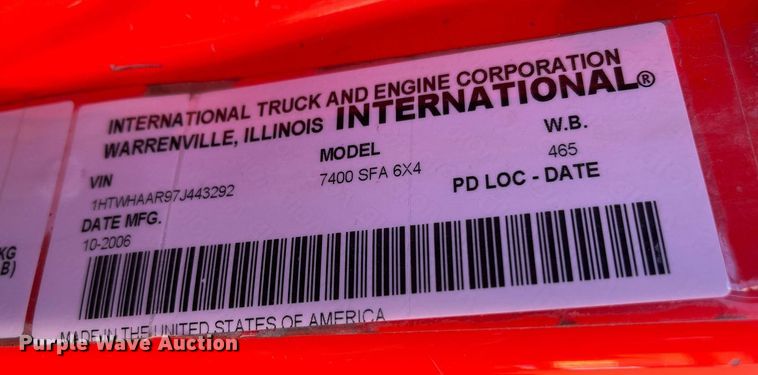 INTERNATIONAL TRUCK AND ENGINE CORPORATION
WARRENVILLE, ILLINOIS INTERNATIONAL®
VIN MODEL W.B.
1HTWHAAR97J443292 7400 SFA 6X4 465
DATE MFG. PD LOC - DATE
10-2006
KG
B)
MADE IN THE UNITED STATES OF AMERICA
Purple Wave Auction